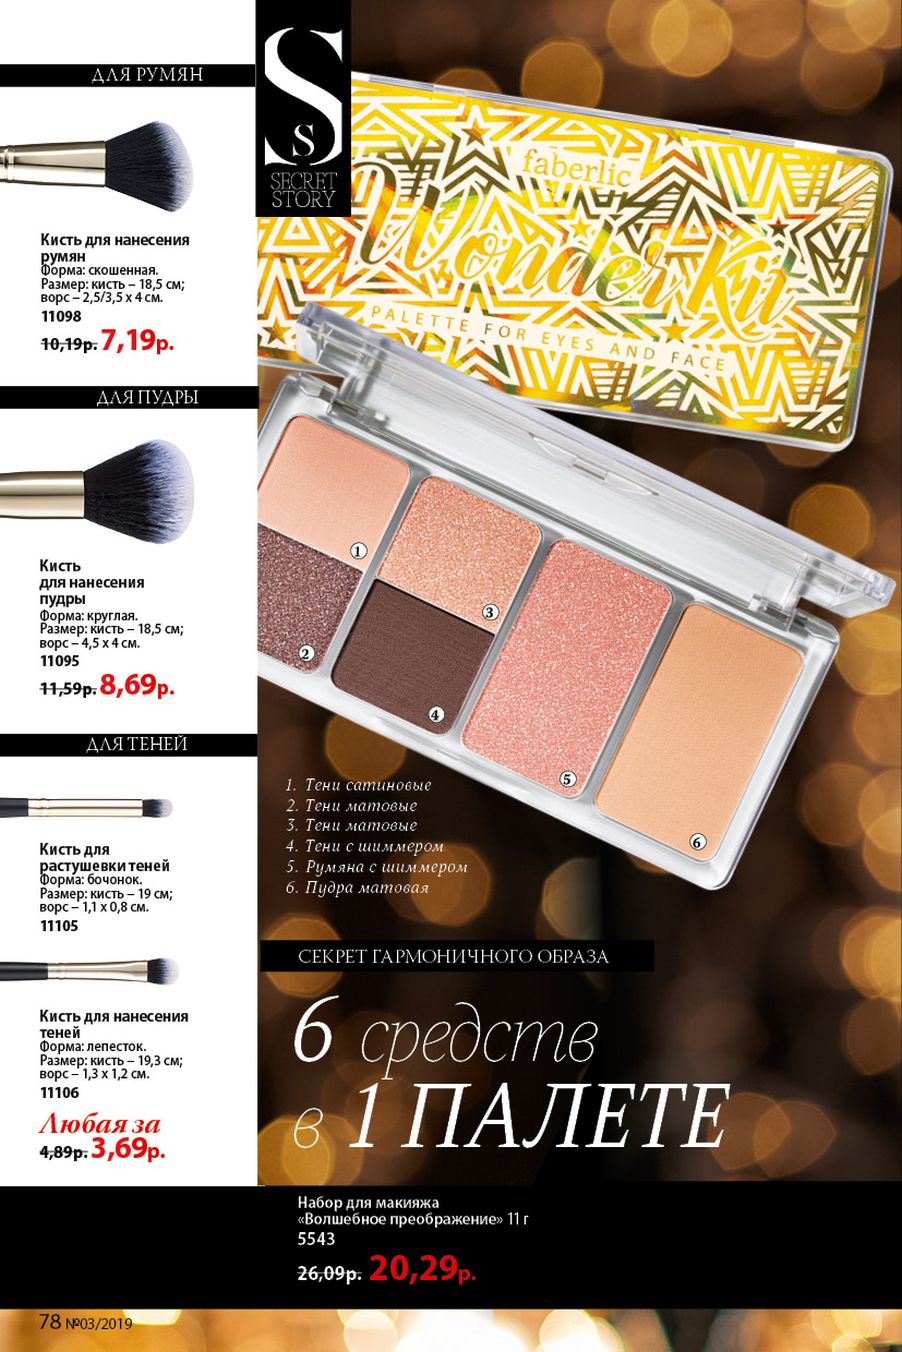 ДЛЯ РУМЯН
Кисть для нанесения
румян
Форма: скошенная.
Размер: кисть – 18,5 см;
ворс – 2,5/3,5 х 4 см.
11098
10,19р. 7,19р.
ДЛЯ ПУДРЫ
Кисть
для нанесения
пудры
Форма: круглая.
Размер: кисть – 18,5 см;
ворс – 4,5 х 4 см.
11095
11,59р. 8,69р.
ДЛЯ ТЕНЕЙ
Кисть для
растушевки теней
Форма: бочонок.
Размер: кисть – 19 см;
ворс – 1,1 х 0,8 см.
11105
Кисть для нанесения
теней
Форма: лепесток.
Размер: кисть – 19,3 см;
ворс – 1,3 х 1,2 см.
11106
Любая за
4,89р. 3,69р.
S
S
SECRET
STORY
faberlic
Wonder Kit
PALETTE FOR EYES AND FACE
1
2
3
4
5
6
1. Тени сатиновые
2. Тени матовые
3. Тени матовые
4. Тени с шиммером
5. Румяна с шиммером
6. Пудра матовая
СЕКРЕТ ГАРМОНИЧНОГО ОБРАЗА
6 средств
в 1 ПАЛЕТЕ
Набор для макияжа
«Волшебное преображение» 11 г
5543
26,09р. 20,29р.
78 №03/2019